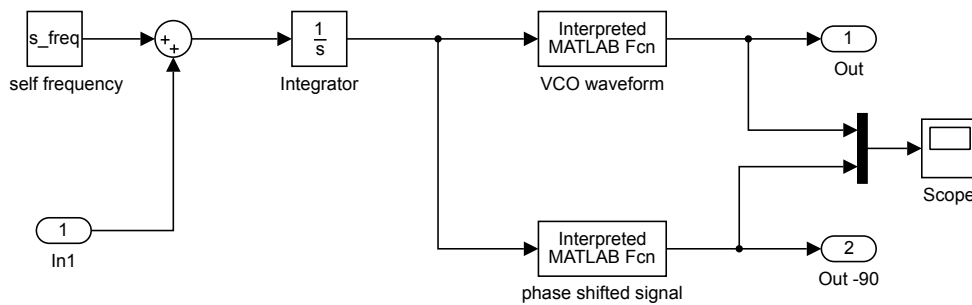 s_freq
self frequency
+
+
1
s
Integrator
Interpreted
MATLAB Fcn
VCO waveform
1
Out
Scope
1
In1
Interpreted
MATLAB Fcn
phase shifted signal
2
Out -90